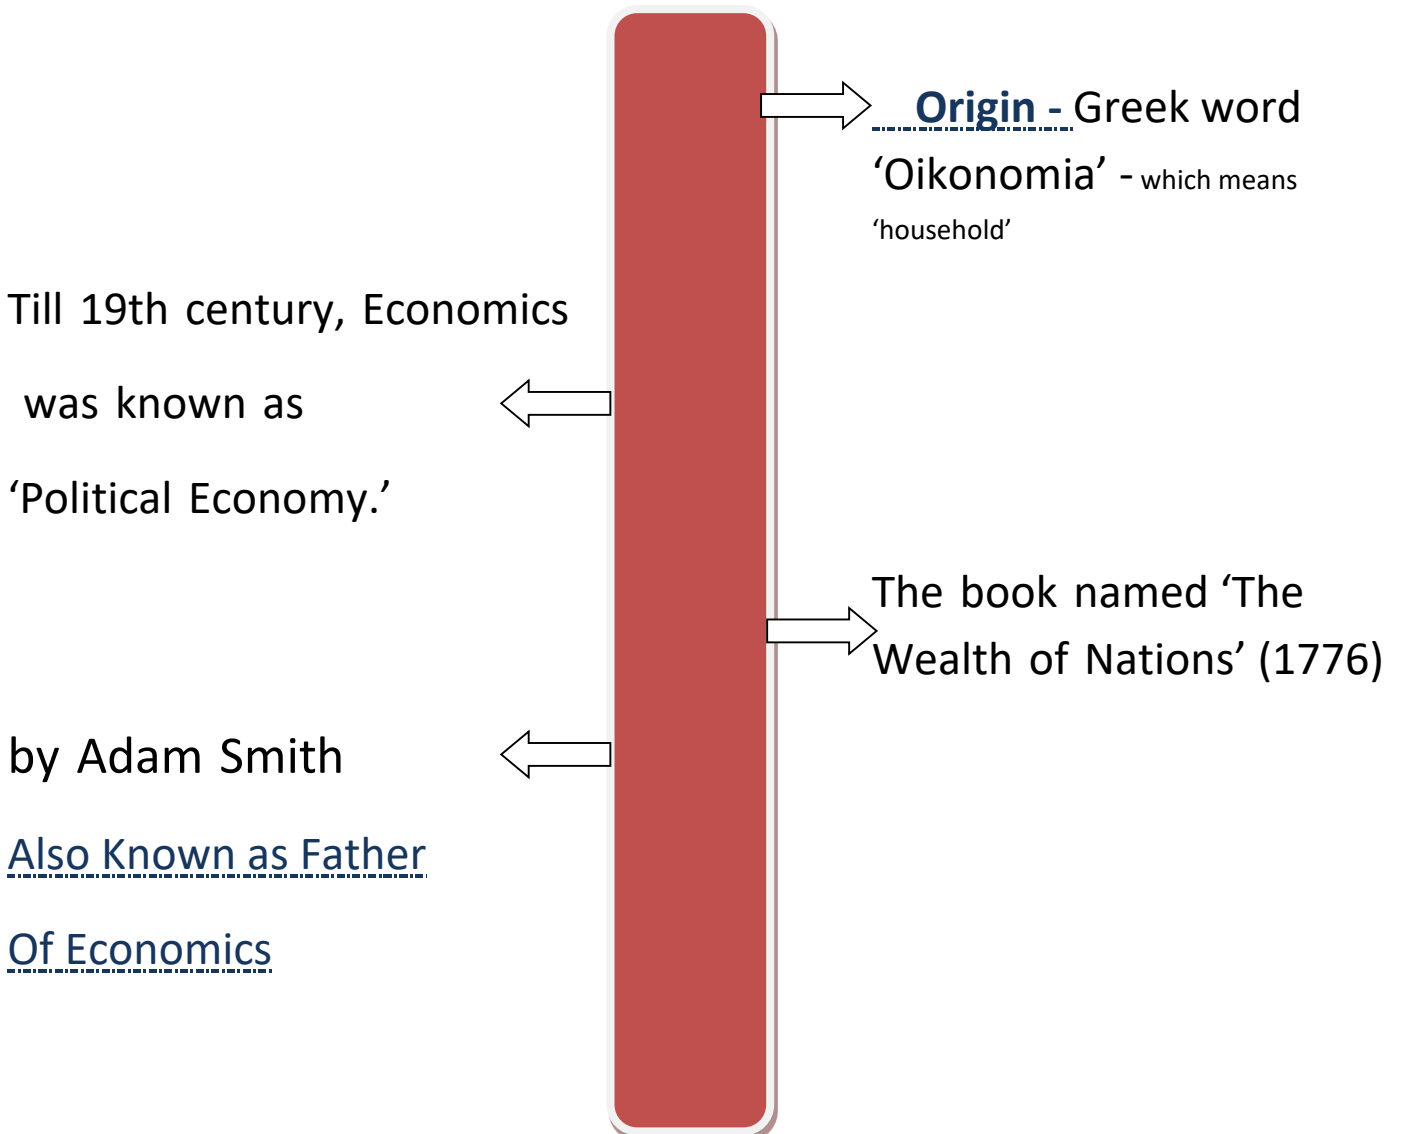 Origin - Greek word
‘Oikonomia’ - which means
‘household’
Till 19th century, Economics
was known as
‘Political Economy.’
The book named ‘The
Wealth of Nations’ (1776)
by Adam Smith
Also Known as Father
Of Economics